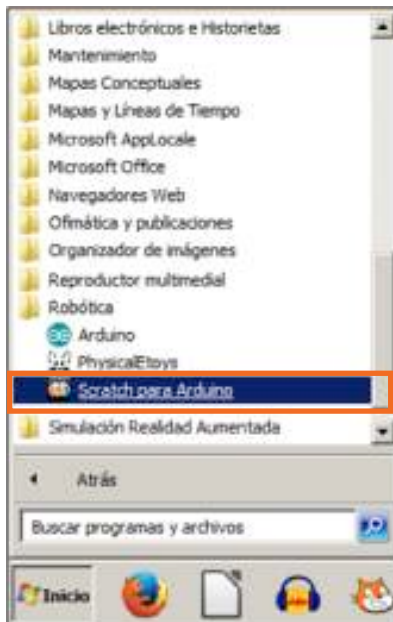 Libros electrónicos e Historietas
Mantenimiento
Mapas Conceptuales
Mapas y Líneas de Tiempo
Microsoft AppLocale
Microsoft Office
Navegadores Web
Ofimática y publicaciones
Organizador de imágenes
Reproductor multimedial
Robótica
Arduino
PhysicalEtoys
Scratch para Arduino
Simulación Realidad Aumentada
Atrás
Buscar programas y archivos
Inicio